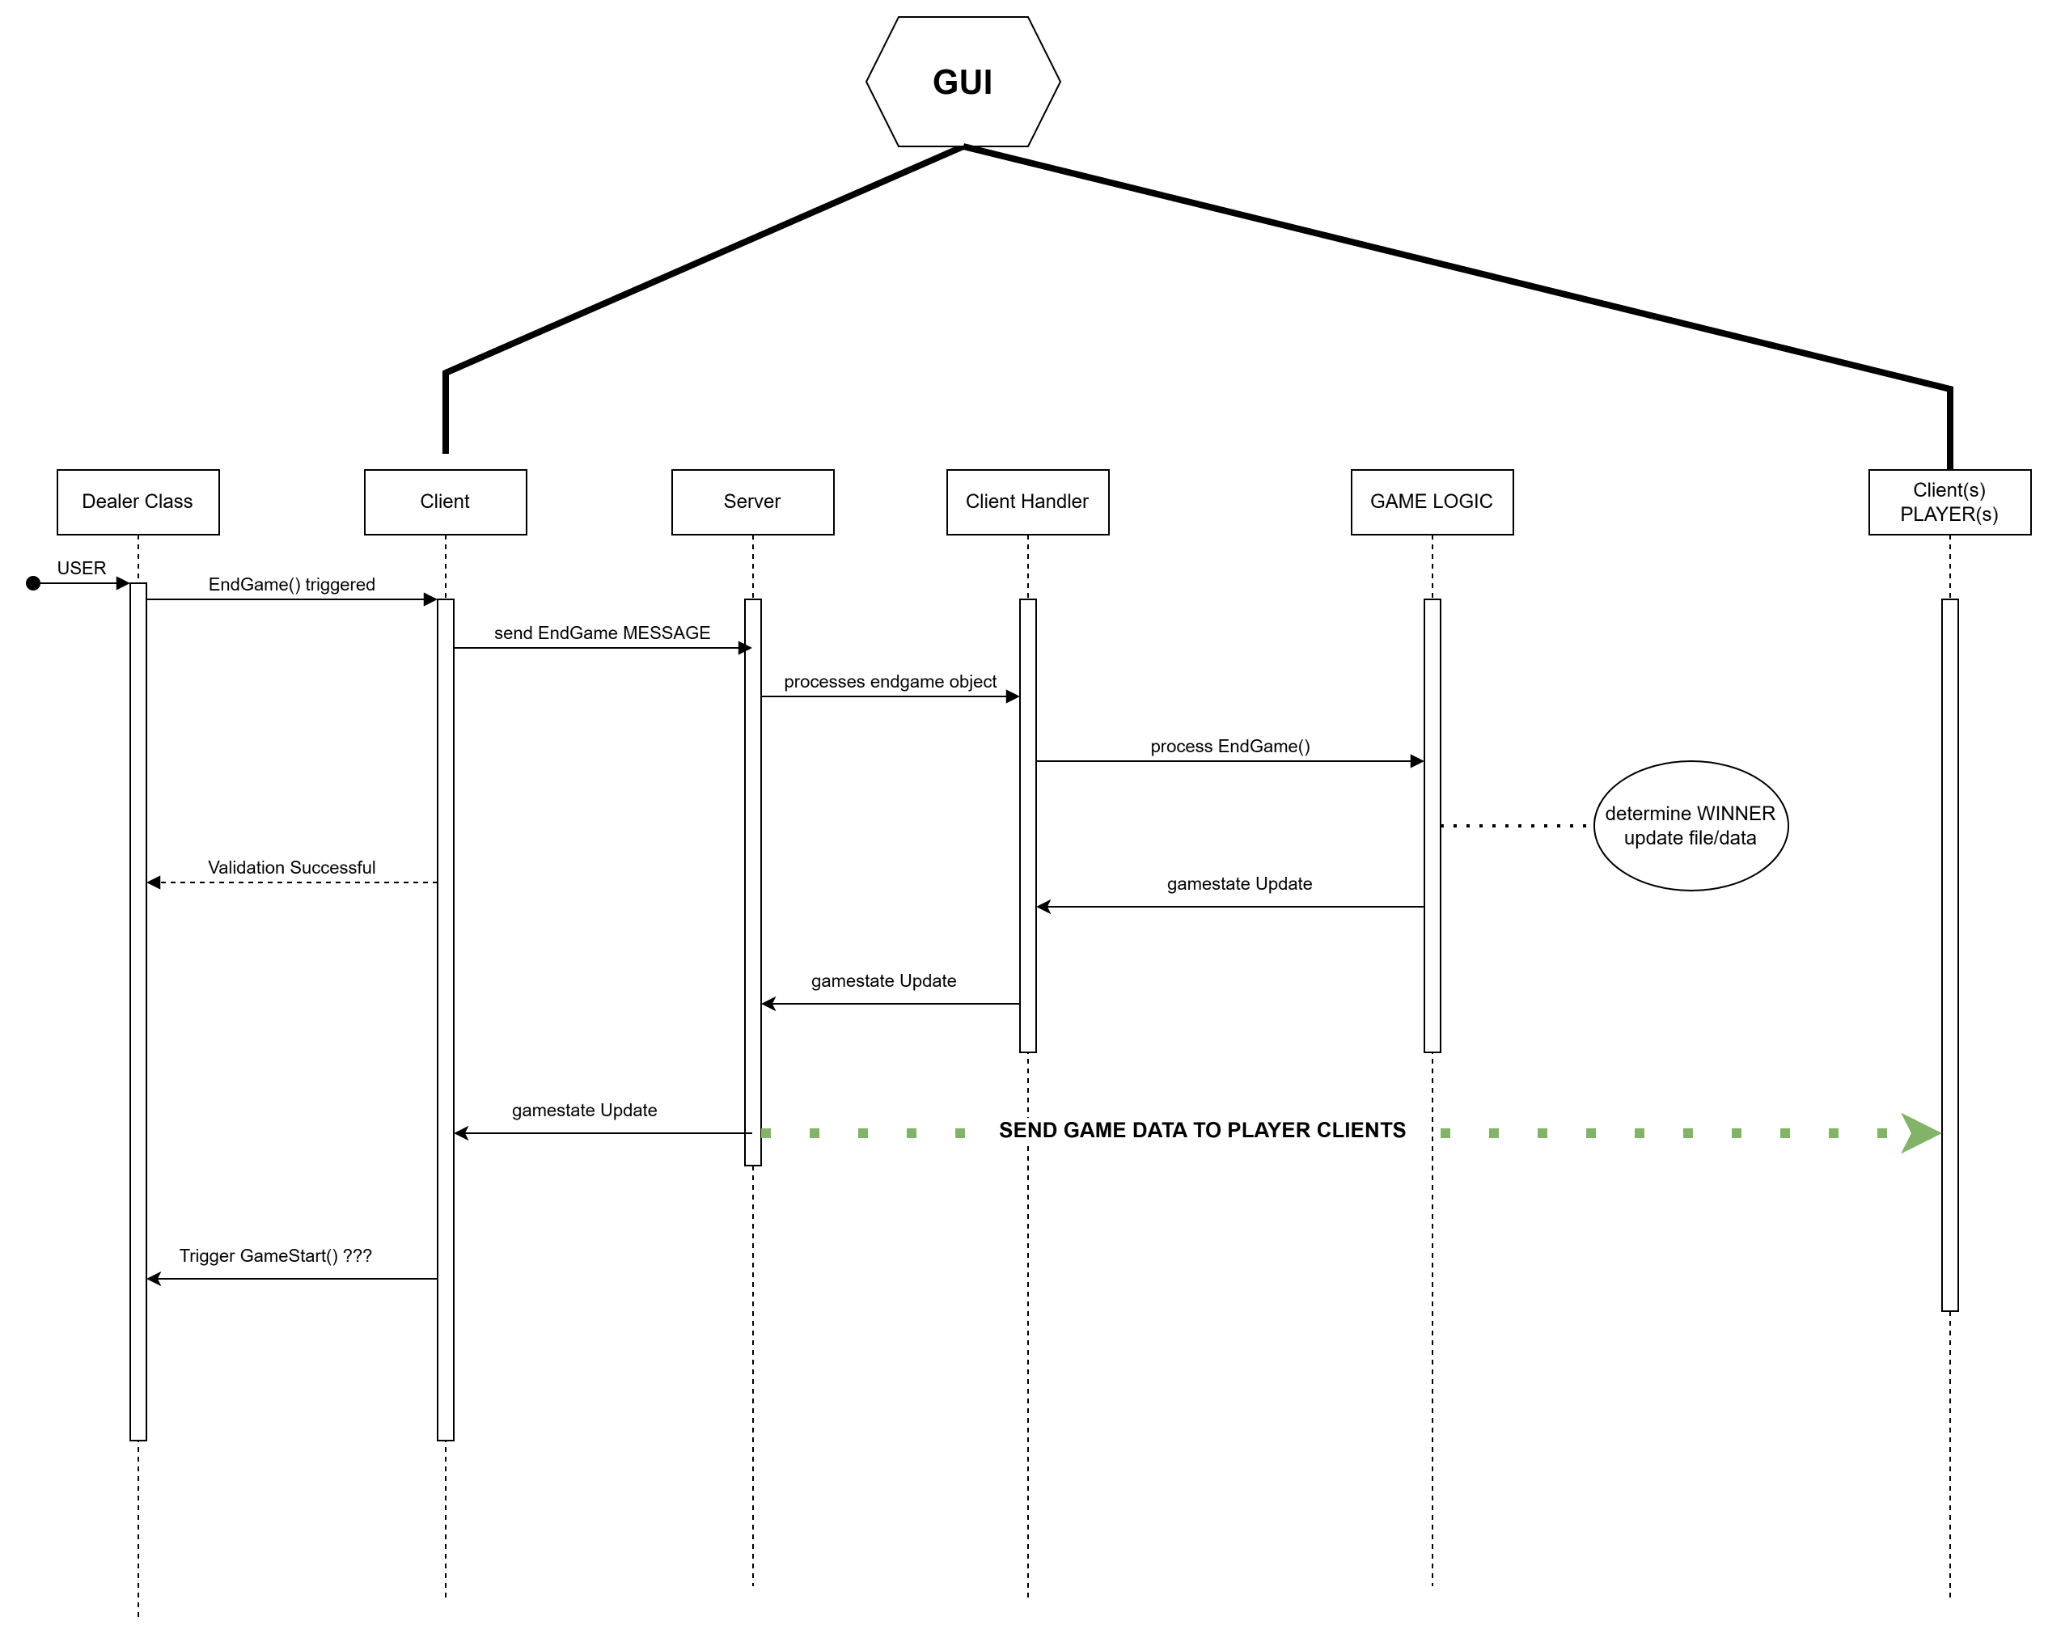 GUI
Dealer Class
Client
Server
Client Handler
GAME LOGIC
Client(s)
PLAYER(s)
USER
EndGame() triggered
send EndGame MESSAGE
processes endgame object
process EndGame()
determine WINNER
update file/data
Validation Successful
gamestate Update
gamestate Update
gamestate Update
SEND GAME DATA TO PLAYER CLIENTS
Trigger GameStart() ???